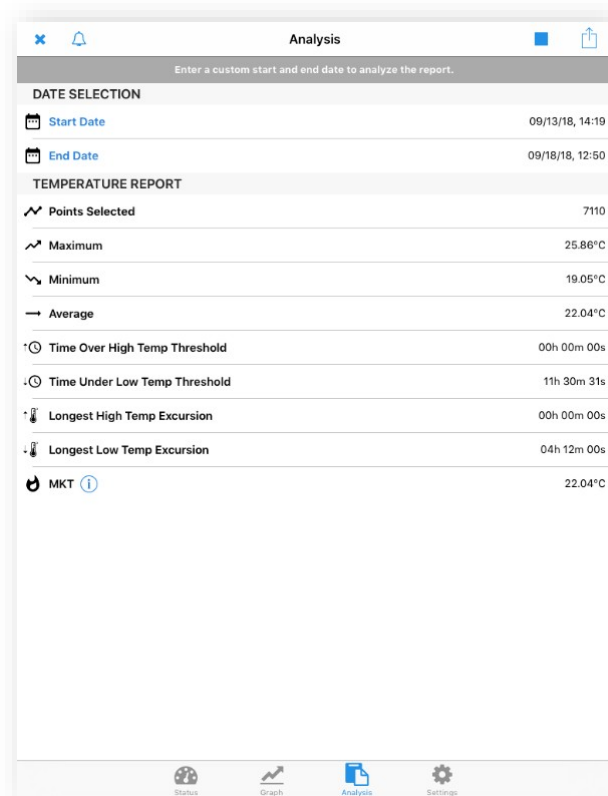 Analysis
Enter a custom start and end date to analyze the report.
DATE SELECTION
Start Date 09/13/18, 14:19
End Date 09/18/18, 12:50
TEMPERATURE REPORT
Points Selected 7110
Maximum 25.86°C
Minimum 19.05°C
Average 22.04°C
Time Over High Temp Threshold 00h 00m 00s
Time Under Low Temp Threshold 11h 30m 31s
Longest High Temp Excursion 00h 00m 00s
Longest Low Temp Excursion 04h 12m 00s
MKT i 22.04°C
Status Graph Analysis Settings